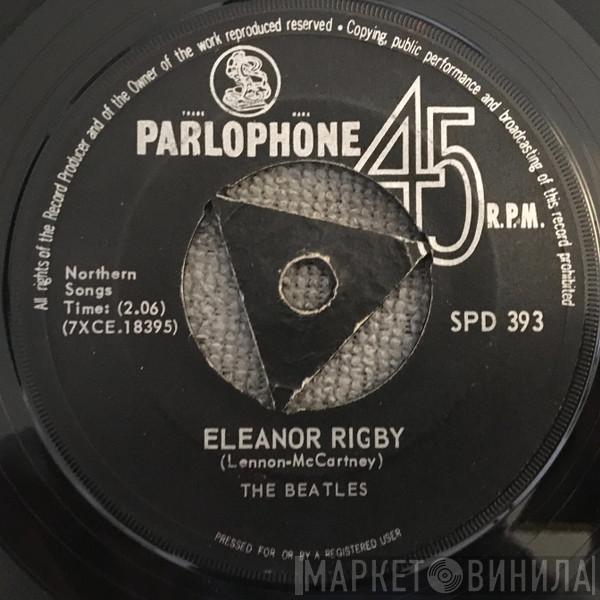 All rights of the Record Producer and of the Owner of the work reproduced reserved • Copying, public performance and broadcasting of this record prohibited
TRADE MARK
PARLOPHONE
45
R.P.M.
Northern
Songs
Time: (2.06)
(7XCE.18395)
SPD 393
ELEANOR RIGBY
(Lennon-McCartney)
THE BEATLES
PRESSED FOR OR BY A REGISTERED USER
МАРКЕТ ВИНИЛА